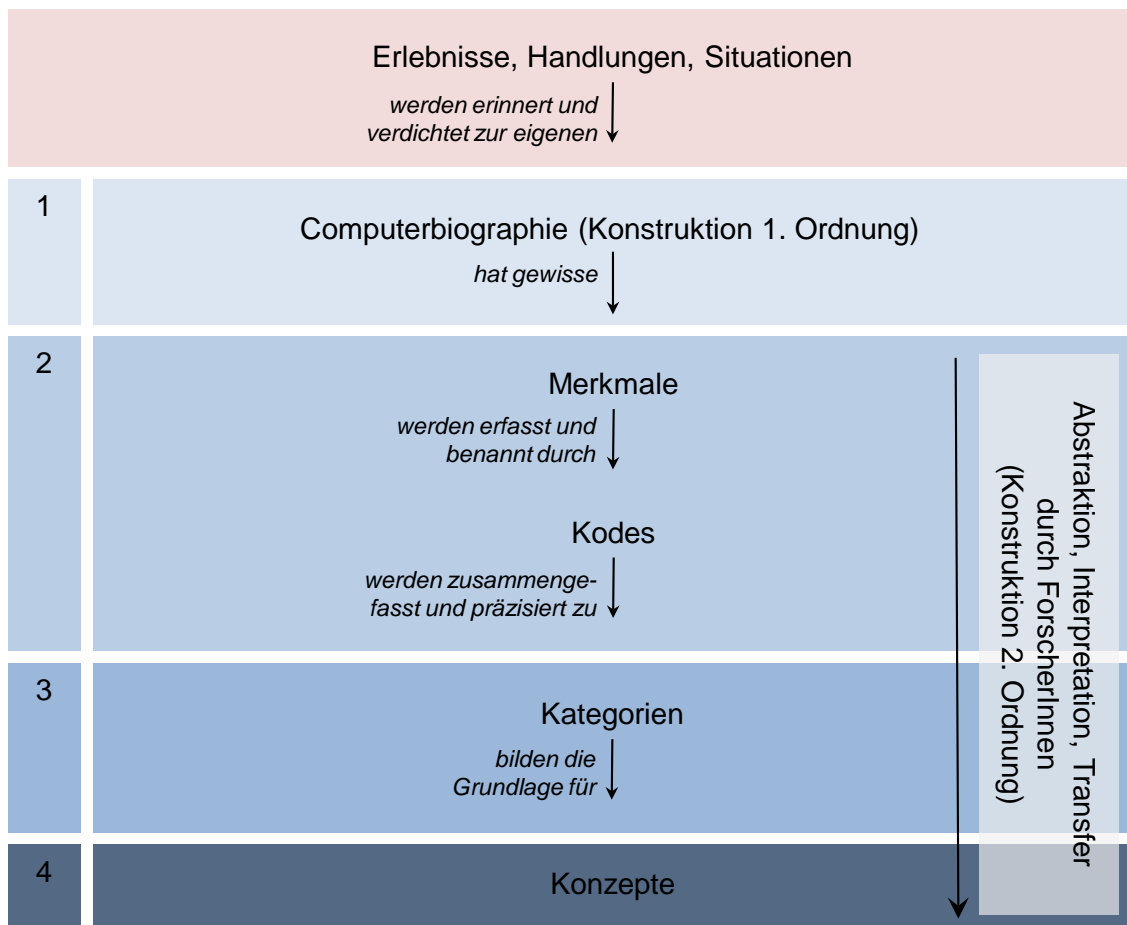 Erlebnisse, Handlungen, Situationen
werden erinnert und
verdichtet zur eigenen
1
Computerbiographie (Konstruktion 1. Ordnung)
hat gewisse
2
Merkmale
werden erfasst und
benannt durch
Kodes
werden zusammenge-
fasst und präzisiert zu
3
Kategorien
bilden die
Grundlage für
4
Konzepte
Abstraktion, Interpretation, Transfer
durch ForscherInnen
(Konstruktion 2. Ordnung)